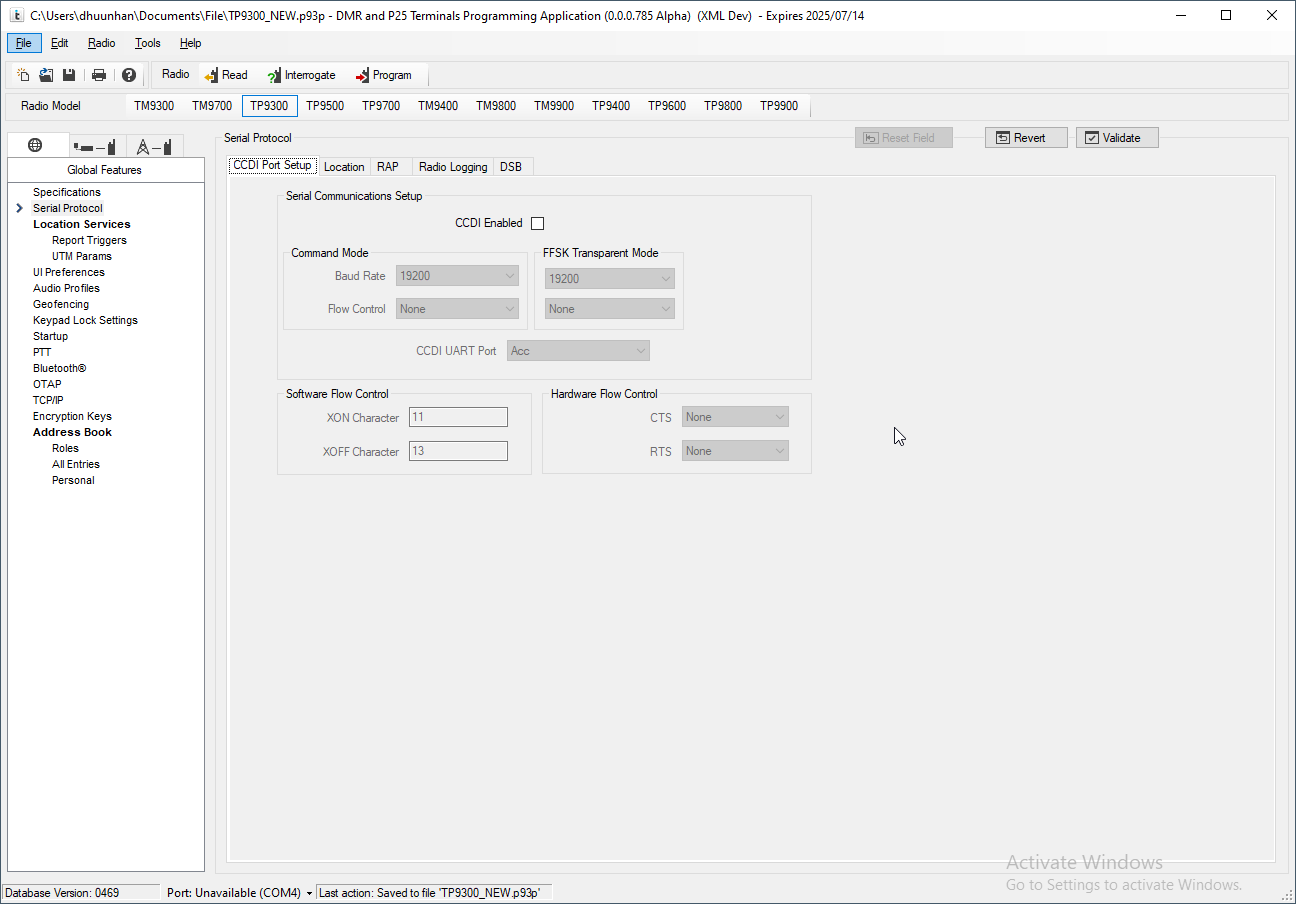 C:\Users\dhuunhan\Documents\File\TP9300_NEW.p93p - DMR and P25 Terminals Programming Application (0.0.0.785 Alpha)  (XML Dev)  - Expires 2025/07/14
File Edit Radio Tools Help
Radio Read Interrogate Program
Radio Model TM9300 TM9700 TP9300 TP9500 TP9700 TM9400 TM9800 TM9900 TP9400 TP9600 TP9800 TP9900
Global Features
Specifications
Serial Protocol
Location Services
Report Triggers
UTM Params
UI Preferences
Audio Profiles
Geofencing
Keypad Lock Settings
Startup
PTT
Bluetooth®
OTAP
TCP/IP
Encryption Keys
Address Book
Roles
All Entries
Personal
Serial Protocol Reset Field Revert Validate
CCDI Port Setup Location RAP Radio Logging DSB
Serial Communications Setup
CCDI Enabled
Command Mode FFSK Transparent Mode
Baud Rate 19200 19200
Flow Control None None
CCDI UART Port Acc
Software Flow Control Hardware Flow Control
XON Character 11 CTS None
XOFF Character 13 RTS None
Activate Windows
Go to Settings to activate Windows.
Database Version: 0469 Port: Unavailable (COM4) Last action: Saved to file 'TP9300_NEW.p93p'